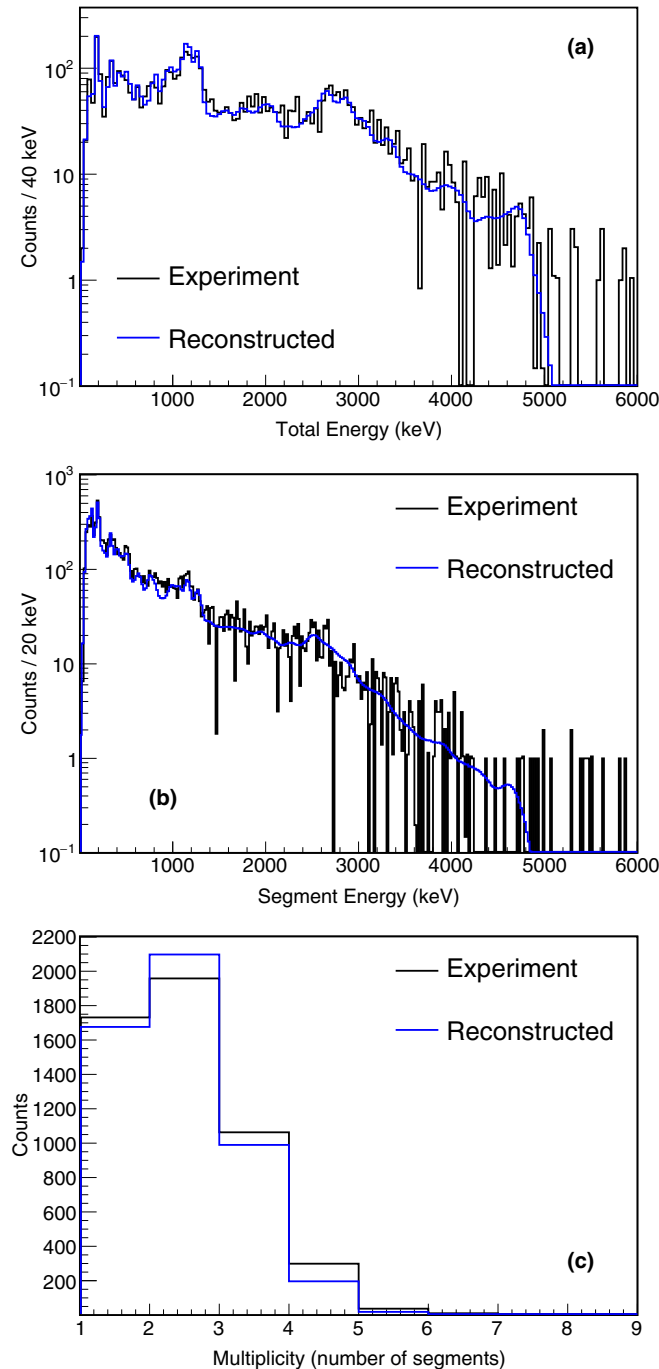 (a)
10²
10
1
10⁻¹
Counts / 40 keV
Experiment
Reconstructed
1000 2000 3000 4000 5000 6000
Total Energy (keV)
10³
10²
10
1
10⁻¹
Counts / 20 keV
Experiment
Reconstructed
(b)
1000 2000 3000 4000 5000 6000
Segment Energy (keV)
2200
2000
1800
1600
1400
1200
1000
800
600
400
200
Counts
Experiment
Reconstructed
(c)
1 2 3 4 5 6 7 8 9
Multiplicity (number of segments)